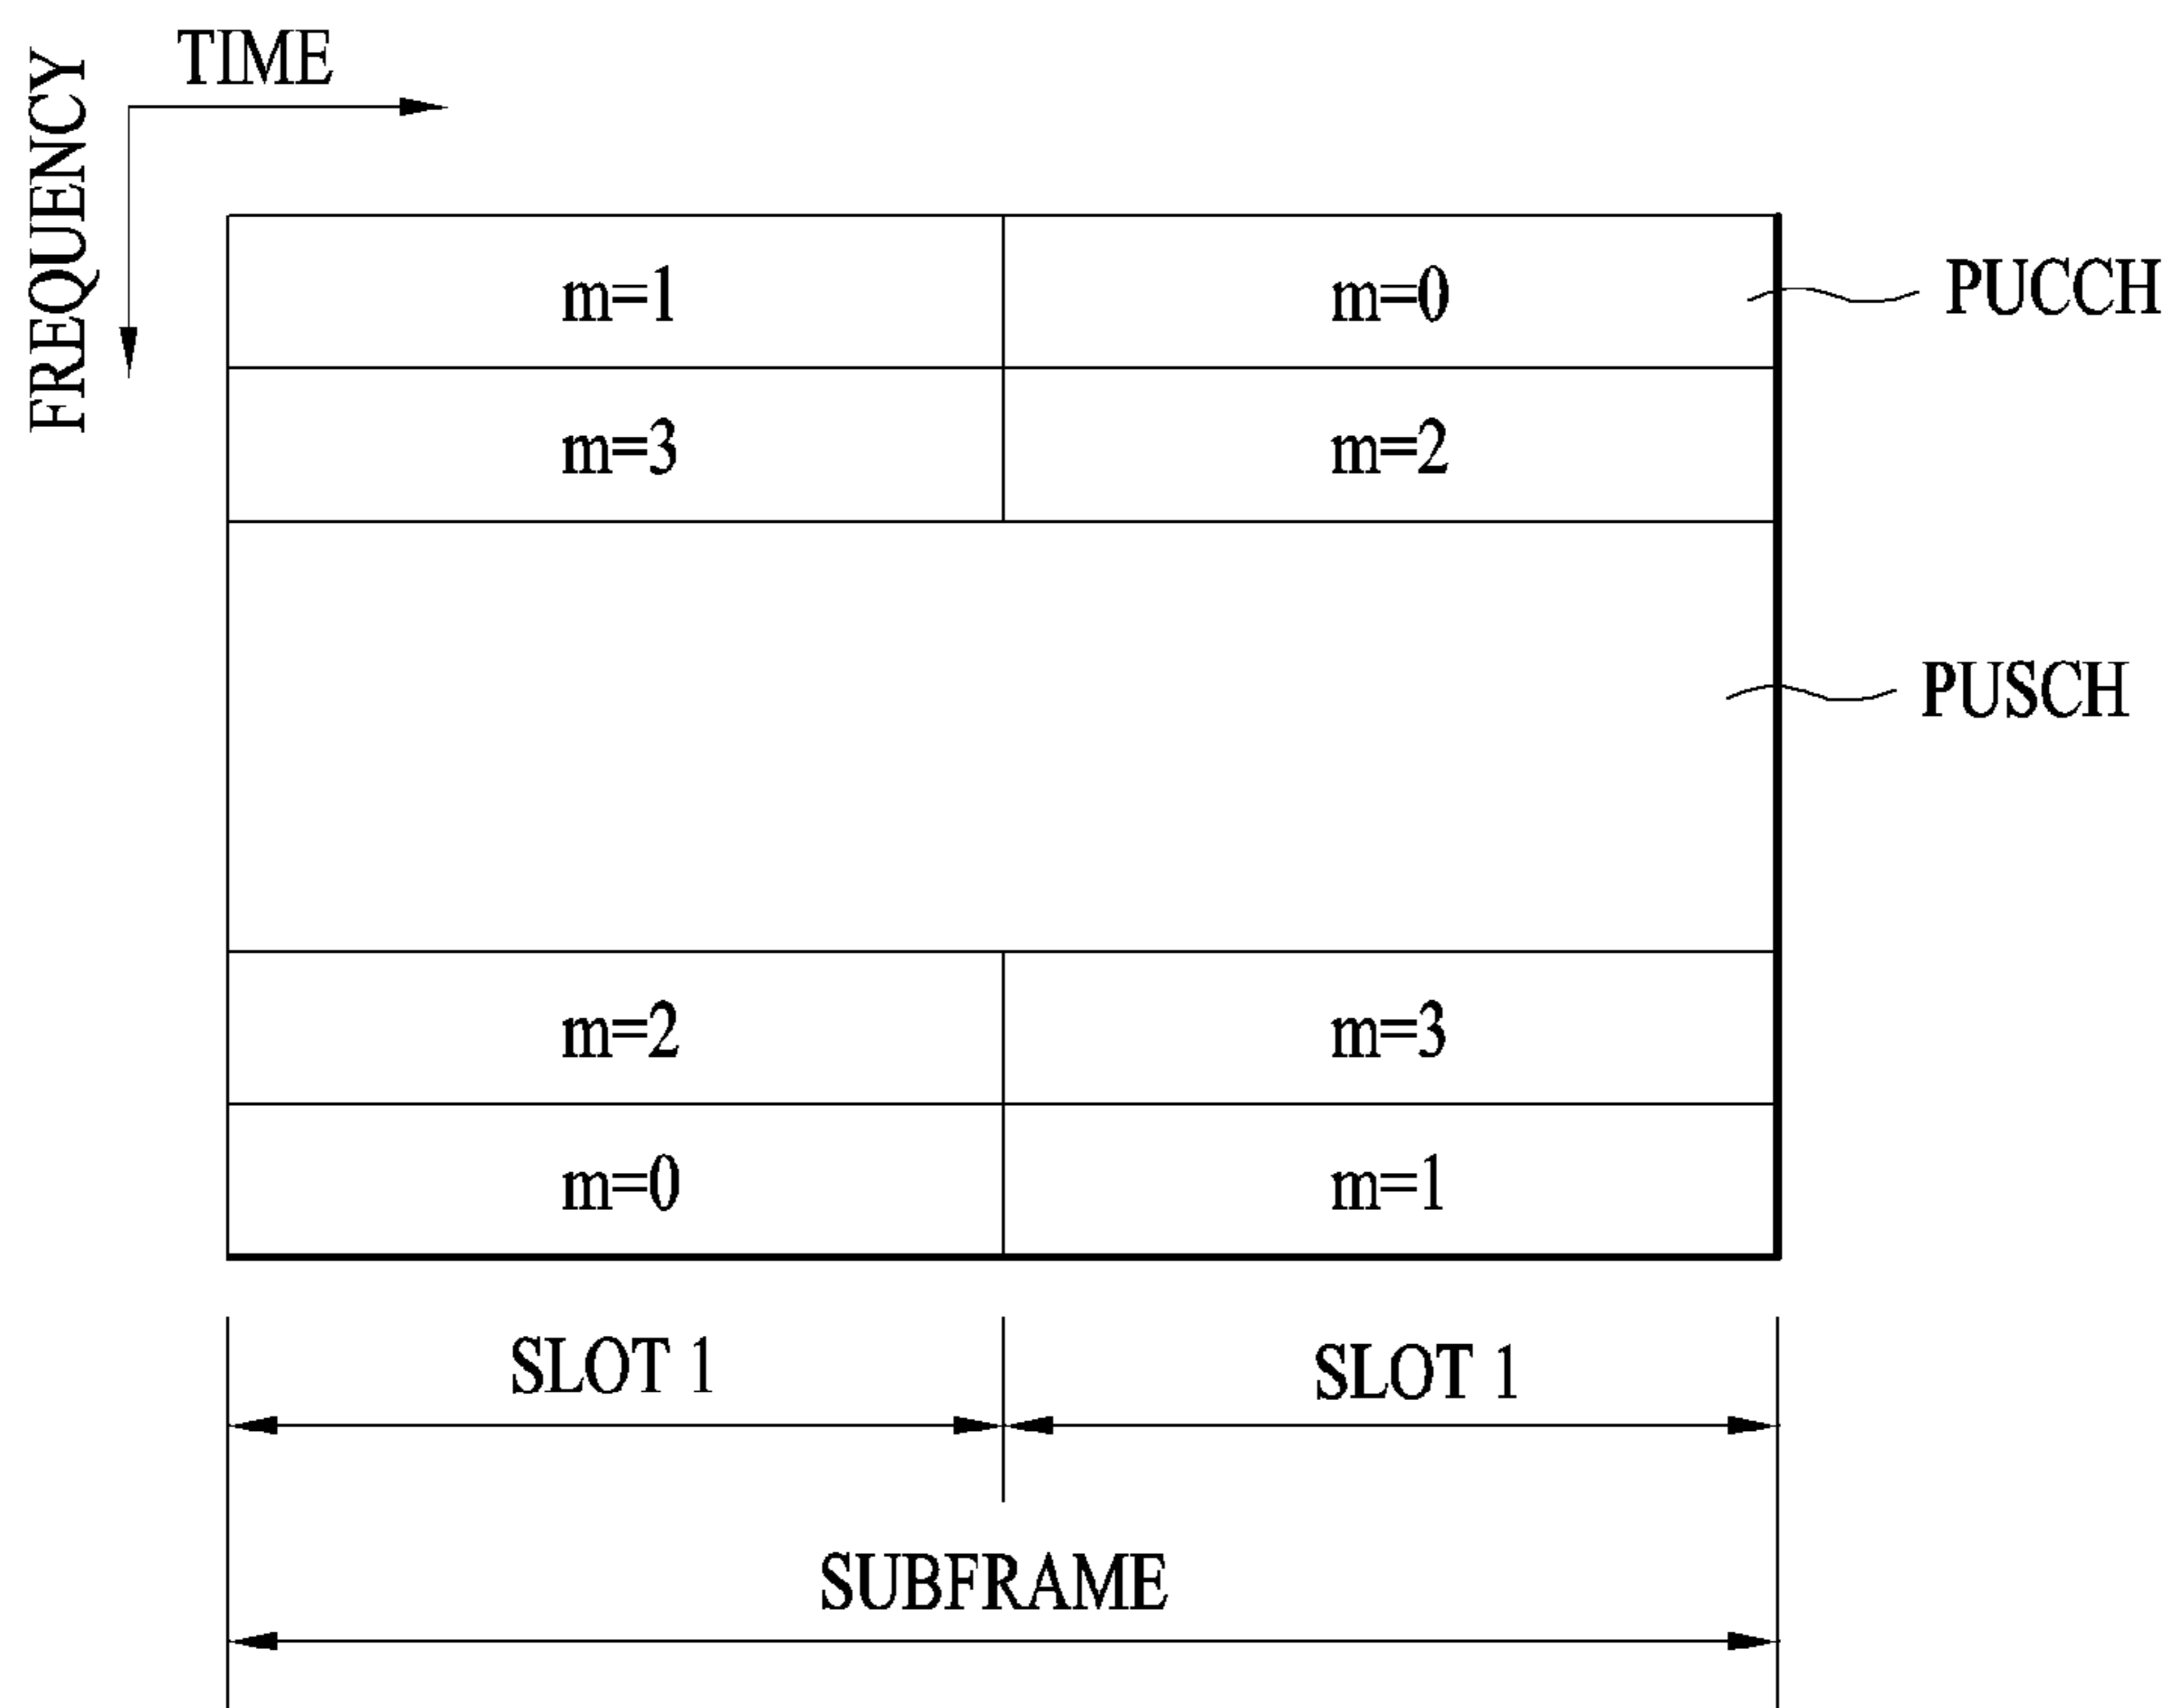 TIME
FREQUENCY
m=1 m=0 PUCCH
m=3 m=2
PUSCH
m=2 m=3
m=0 m=1
SLOT 1 SLOT 1
SUBFRAME